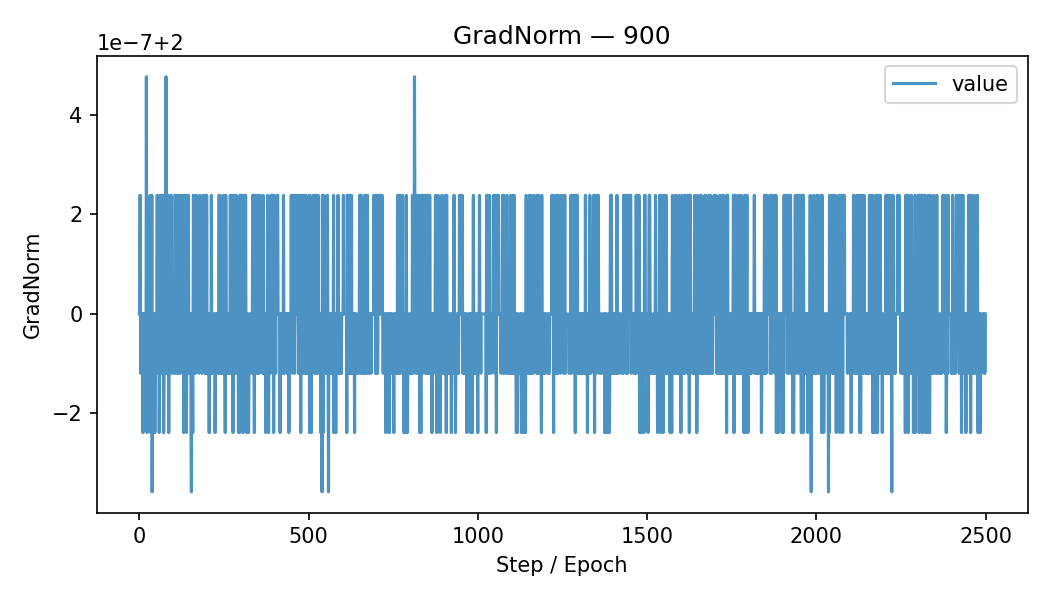 GradNorm — 900
1e−7+2
value
4
2
0
−2
GradNorm
0
500
1000
1500
2000
2500
Step / Epoch